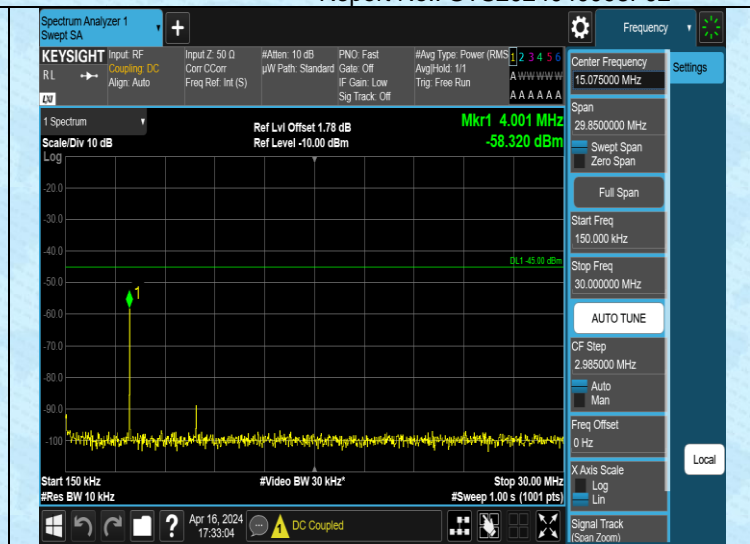 Spectrum Analyzer 1
Swept SA
+
Frequency
KEYSIGHT
RL
LXI
Input: RF
Coupling: DC
Align: Auto
Input Z: 50 Ω
Corr CCorr
Freq Ref: Int (S)
#Atten: 10 dB
µW Path: Standard
PNO: Fast
Gate: Off
IF Gain: Low
Sig Track: Off
#Avg Type: Power (RMS
Avg|Hold: 1/1
Trig: Free Run
1 2 3 4 5 6
A W W W W W
A A A A A A
Center Frequency
15.075000 MHz
Settings
1 Spectrum
Scale/Div 10 dB
Log
Ref Lvl Offset 1.78 dB
Ref Level -10.00 dBm
Mkr1 4.001 MHz
-58.320 dBm
Span
29.8500000 MHz
Swept Span
Zero Span
Full Span
Start Freq
150.000 kHz
Stop Freq
30.000000 MHz
AUTO TUNE
CF Step
2.985000 MHz
Auto
Man
Freq Offset
0 Hz
X Axis Scale
Log
Lin
Signal Track
(Span Zoom)
Local
-20.0
-30.0
-40.0
DL1 -45.00 dBm
-50.0
1
-60.0
-70.0
-80.0
-90.0
-100
Start 150 kHz
#Res BW 10 kHz
#Video BW 30 kHz*
Stop 30.00 MHz
#Sweep 1.00 s (1001 pts)
?
Apr 16, 2024
17:33:04
DC Coupled